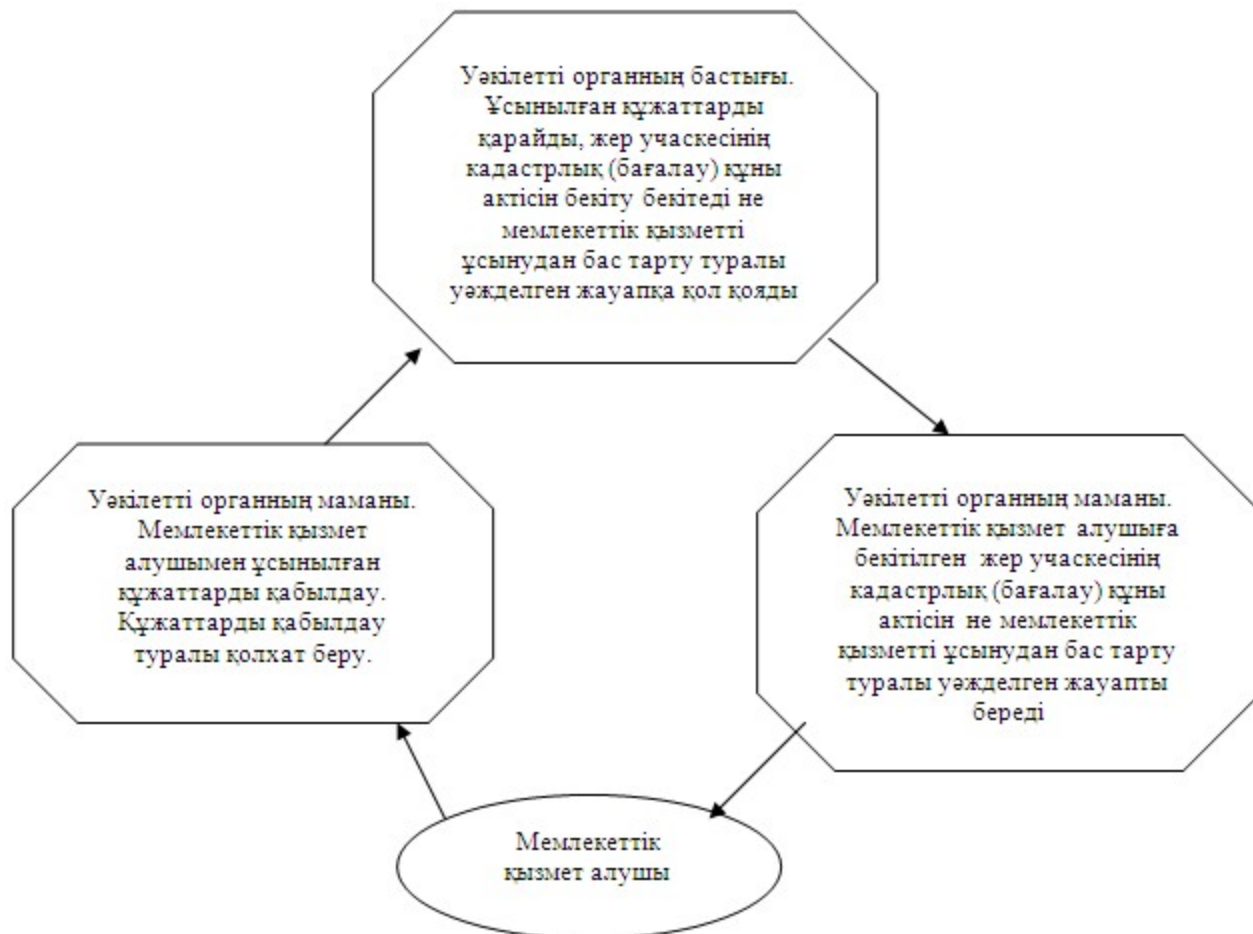 Уәкілетті органның бастығы.
Ұсынылған құжаттарды
қарайды, жер учаскесінің
кадастрлық (бағалау) құны
актісін бекіту бекітеді не
мемлекеттік қызметті
ұсынудан бас тарту туралы
уәжделген жауапқа қол қояды
Уәкілетті органның маманы.
Мемлекеттік қызмет
алушымен ұсынылған
құжаттарды қабылдау.
Құжаттарды қабылдау
туралы қолхат беру.
Уәкілетті органның маманы.
Мемлекеттік қызмет алушыға
бекітілген жер учаскесінің
кадастрлық (бағалау) құны
актісін не мемлекеттік
қызметті ұсынудан бас тарту
туралы уәжделген жауапты
береді
Мемлекеттік
қызмет алушы